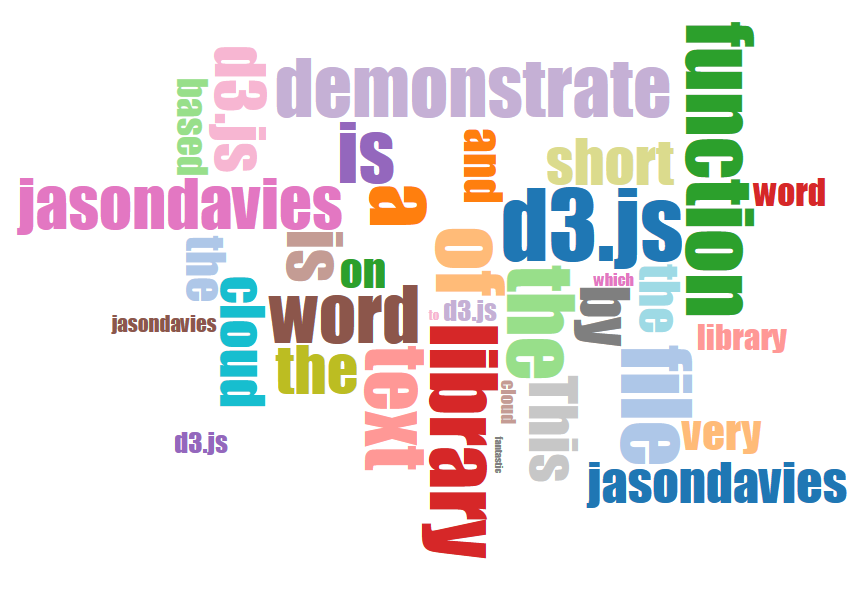 function
d3.js
demonstrate
based
is
and
short
jasondavies
a
d3.js
word
the
is
of
on
cloud
the
which
by
the
word
to
d3.js
jasondavies
library
library
the
text
file
cloud
This
very
d3.js
fantastic
jasondavies